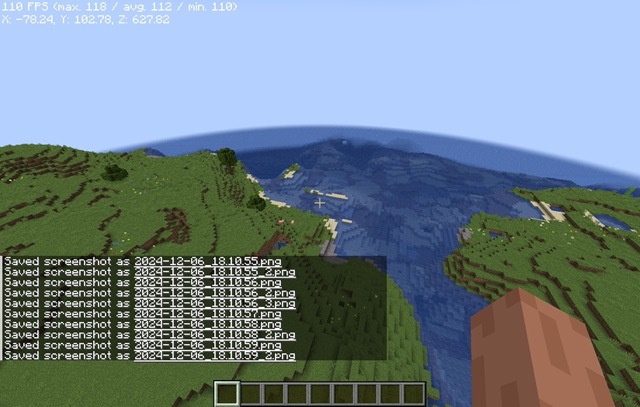 110 FPS (max. 118 / avg. 112 / min. 110)
X: -78.24, Y: 102.78, Z: 627.82
Saved screenshot as 2024-12-06_18.10.55.png
Saved screenshot as 2024-12-06_18.10.55_2.png
Saved screenshot as 2024-12-06_18.10.56.png
Saved screenshot as 2024-12-06_18.10.56_2.png
Saved screenshot as 2024-12-06_18.10.56_3.png
Saved screenshot as 2024-12-06_18.10.57.png
Saved screenshot as 2024-12-06_18.10.58.png
Saved screenshot as 2024-12-06_18.10.58_2.png
Saved screenshot as 2024-12-06_18.10.59.png
Saved screenshot as 2024-12-06_18.10.59_2.png